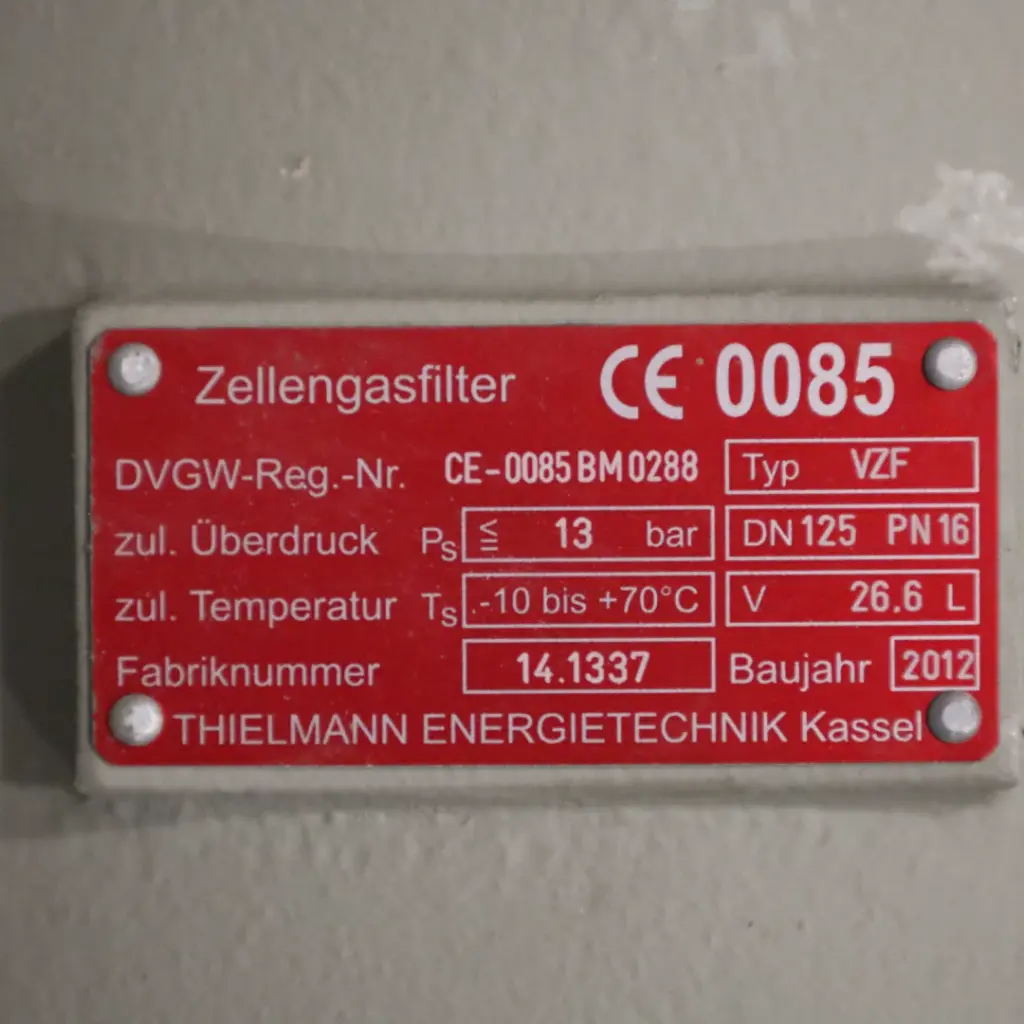 Zellengasfilter CE 0085
DVGW-Reg.-Nr. CE-0085 BM 0288 Typ VZF
zul. Überdruck PS ≦ 13 bar DN 125 PN 16
zul. Temperatur TS -10 bis +70°C V 26.6 L
Fabriknummer 14.1337 Baujahr 2012
THIELMANN ENERGIETECHNIK Kassel